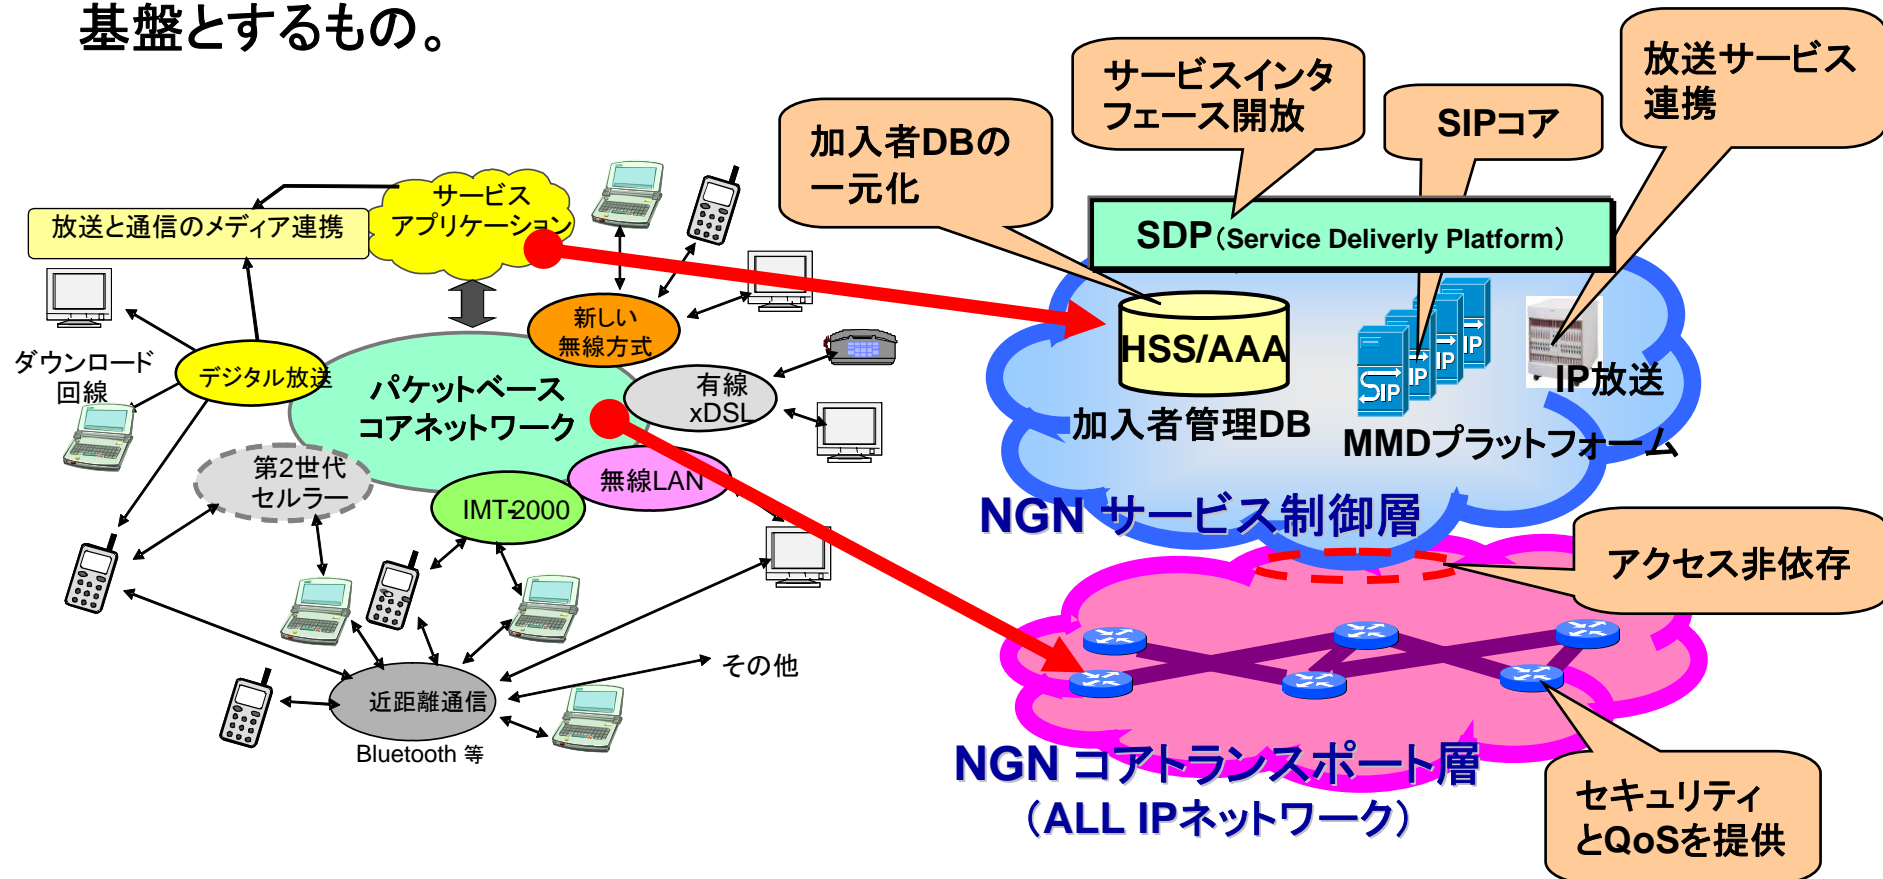 基盤とするもの。
サービスインタ
フェース開放
放送サービス
連携
SIPコア
加入者DBの
一元化
サービス
アプリケーション
放送と通信のメディア連携
SDP（Service Deliverly Platform）
新しい
無線方式
HSS/AAA
SIP
IP
IP
IP
IP放送
ダウンロード
回線
デジタル放送
パケットベース
コアネットワーク
有線
xDSL
加入者管理DB
MMDプラットフォーム
第2世代
セルラー
無線LAN
IMT-2000
NGN サービス制御層
アクセス非依存
その他
近距離通信
Bluetooth 等
NGN コアトランスポート層
（ALL IPネットワーク）
セキュリティ
とQoSを提供